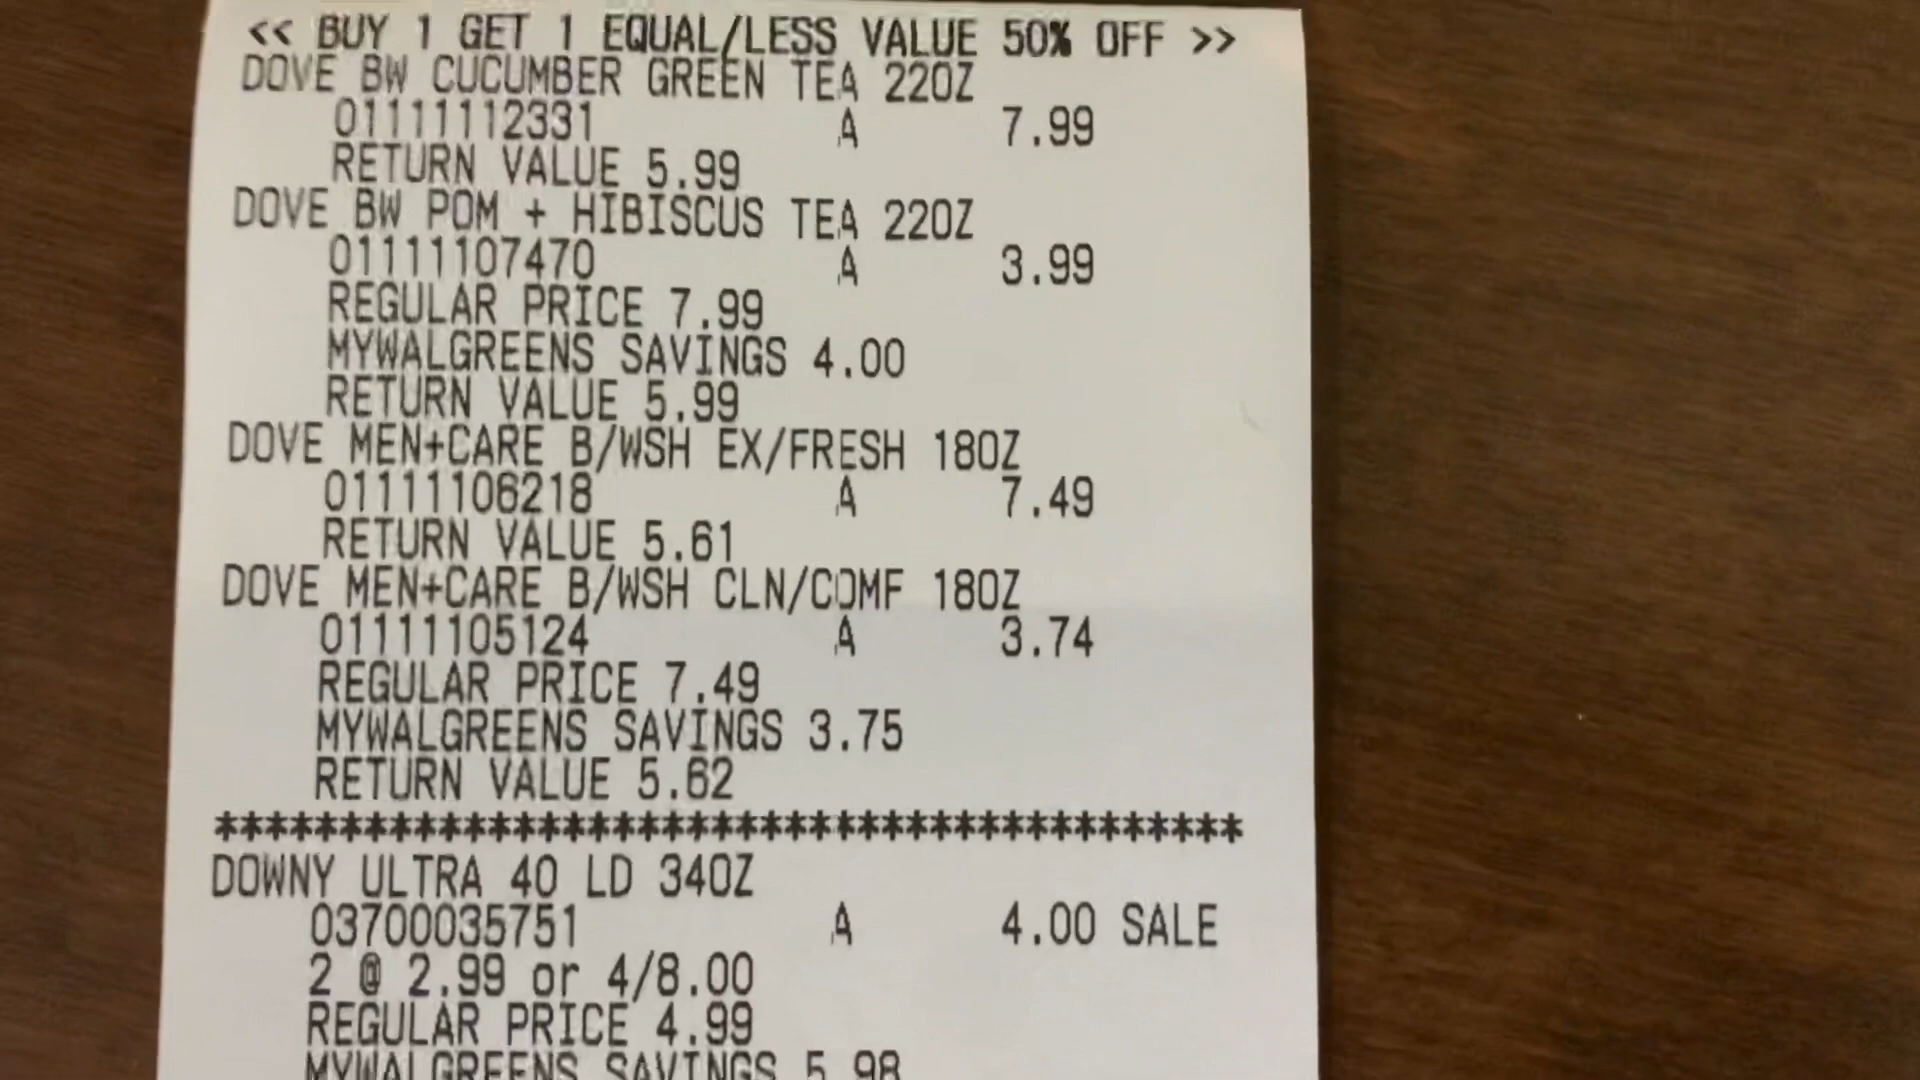 << BUY 1 GET 1 EQUAL/LESS VALUE 50% OFF >>
DOVE BW CUCUMBER GREEN TEA 22OZ
01111112331 A 7.99
RETURN VALUE 5.99
DOVE BW POM + HIBISCUS TEA 22OZ
01111107470 A 3.99
REGULAR PRICE 7.99
MYWALGREENS SAVINGS 4.00
RETURN VALUE 5.99
DOVE MEN+CARE B/WSH EX/FRESH 18OZ
01111106218 A 7.49
RETURN VALUE 5.61
DOVE MEN+CARE B/WSH CLN/COMF 18OZ
01111105124 A 3.74
REGULAR PRICE 7.49
MYWALGREENS SAVINGS 3.75
RETURN VALUE 5.62
******************************************
DOWNY ULTRA 40 LD 34OZ
03700035751 A 4.00 SALE
2 @ 2.99 or 4/8.00
REGULAR PRICE 4.99
MYWALGREENS SAVINGS 5.98